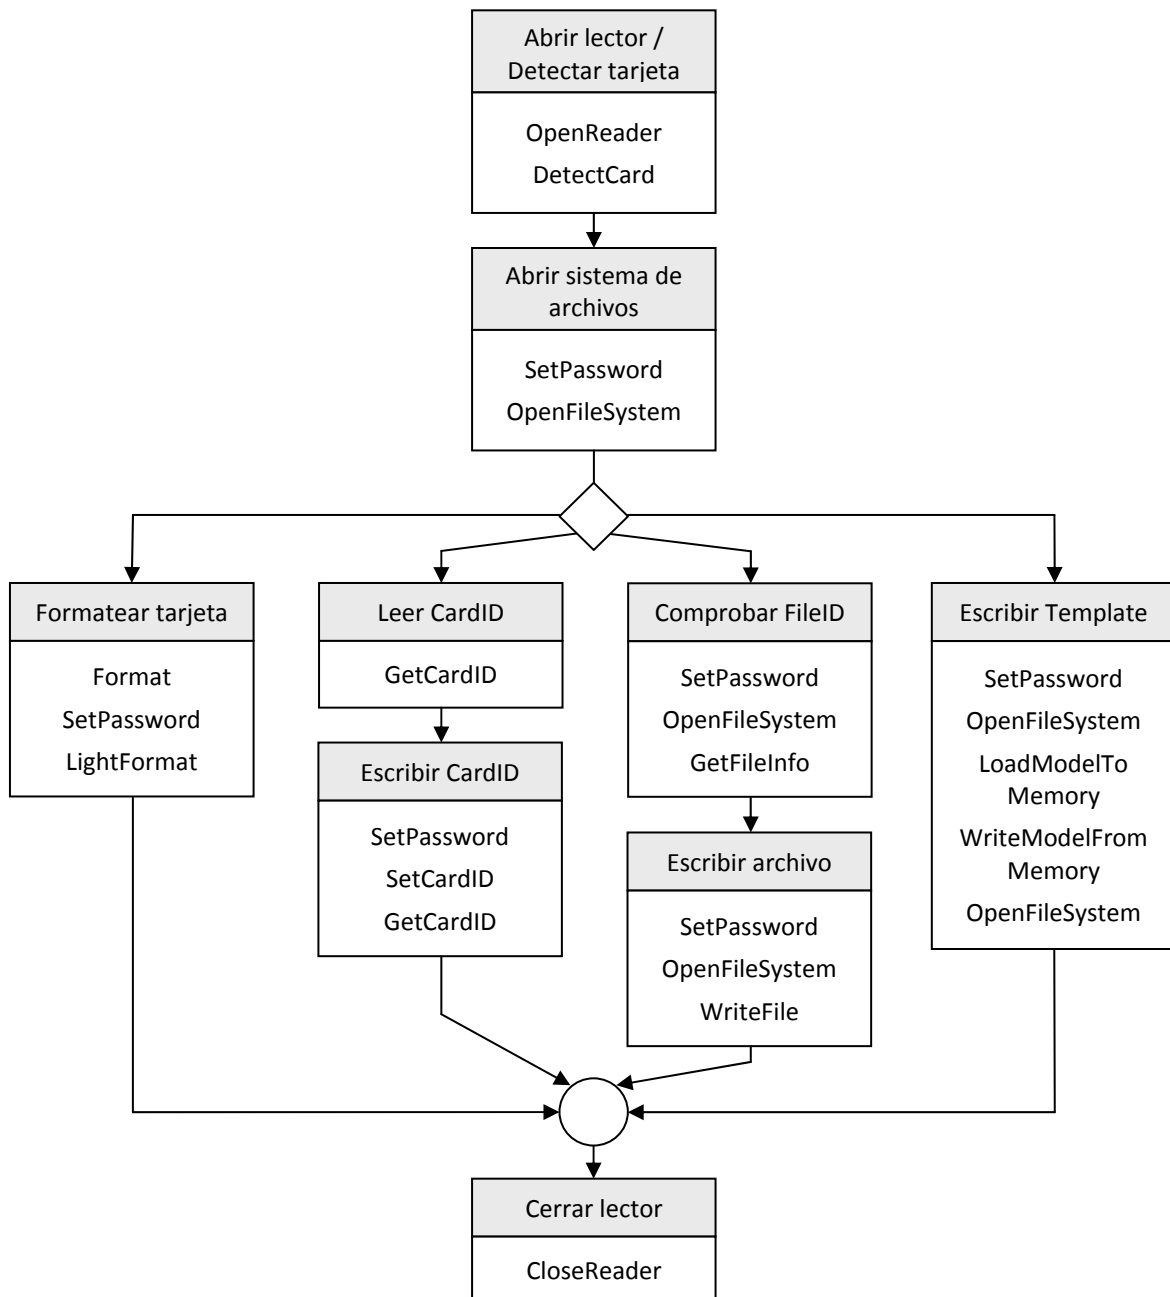 Abrir lector /
Detectar tarjeta
OpenReader
DetectCard
Abrir sistema de
archivos
SetPassword
OpenFileSystem
Formatear tarjeta
Format
SetPassword
LightFormat
Leer CardID
GetCardID
Escribir CardID
SetPassword
SetCardID
GetCardID
Comprobar FileID
SetPassword
OpenFileSystem
GetFileInfo
Escribir archivo
SetPassword
OpenFileSystem
WriteFile
Escribir Template
SetPassword
OpenFileSystem
LoadModelTo
Memory
WriteModelFrom
Memory
OpenFileSystem
Cerrar lector
CloseReader